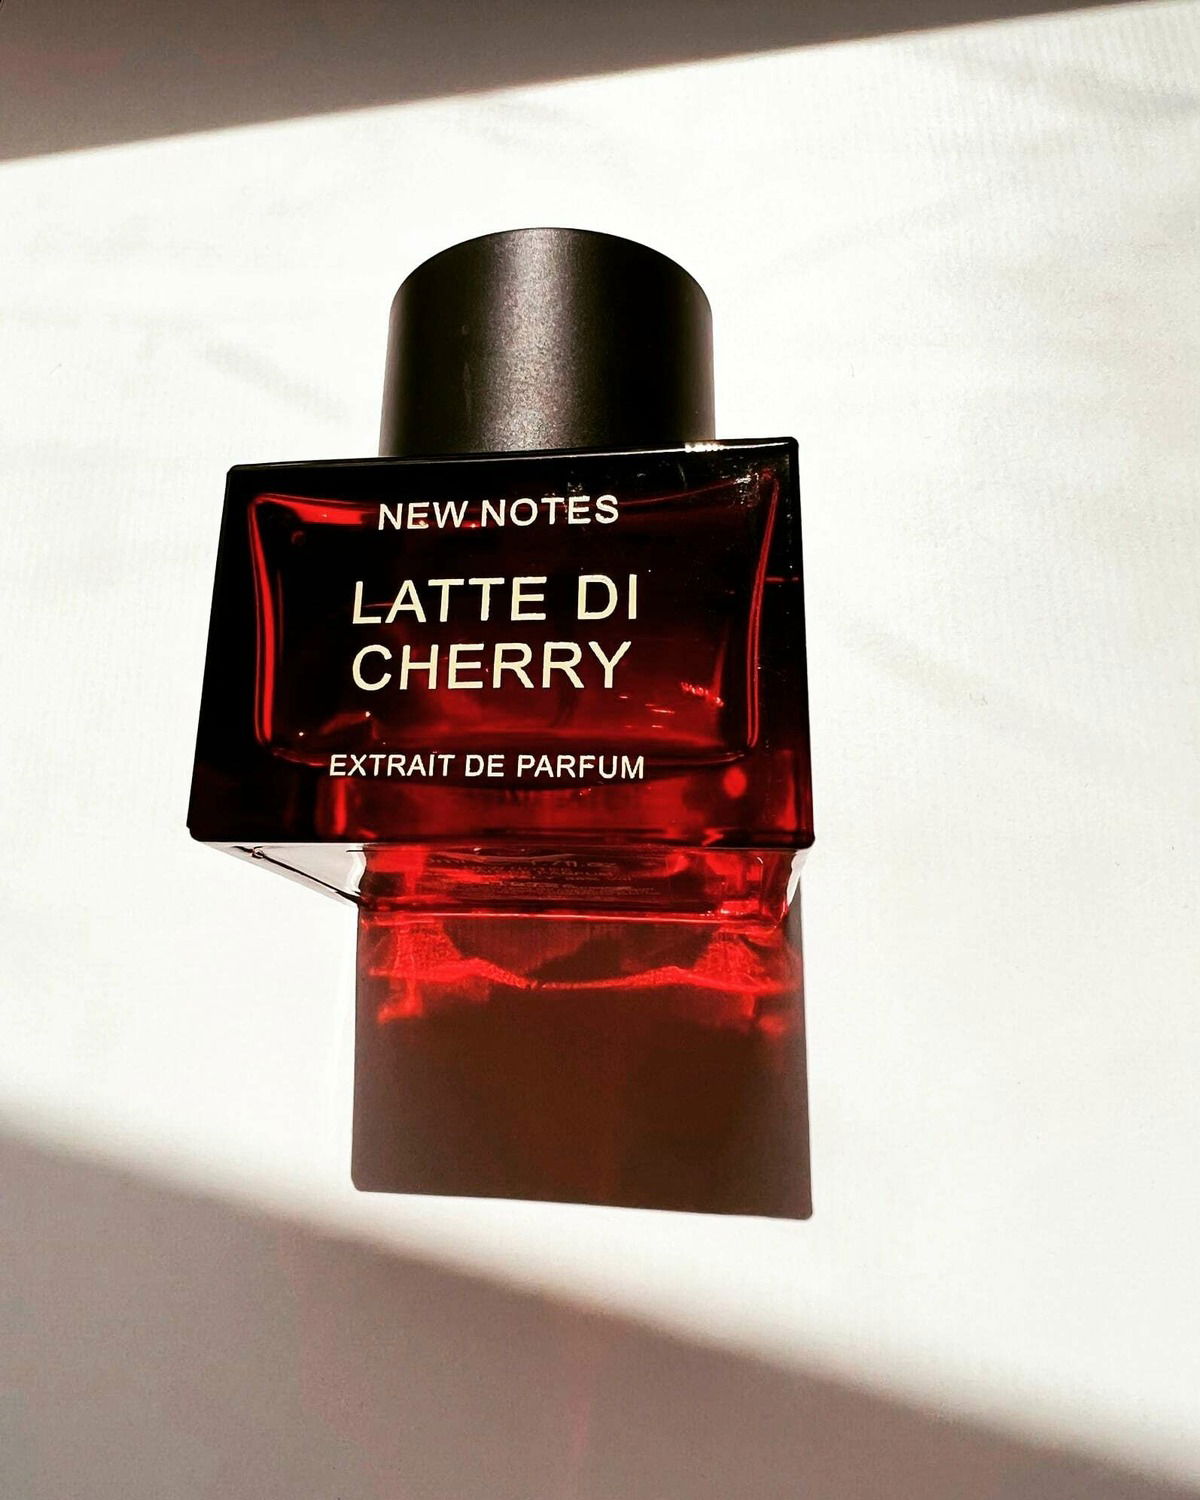 NEW NOTES
LATTE DI
CHERRY
EXTRAIT DE PARFUM